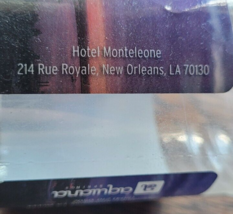 Hotel Monteleone
214 Rue Royale, New Orleans, LA 70130